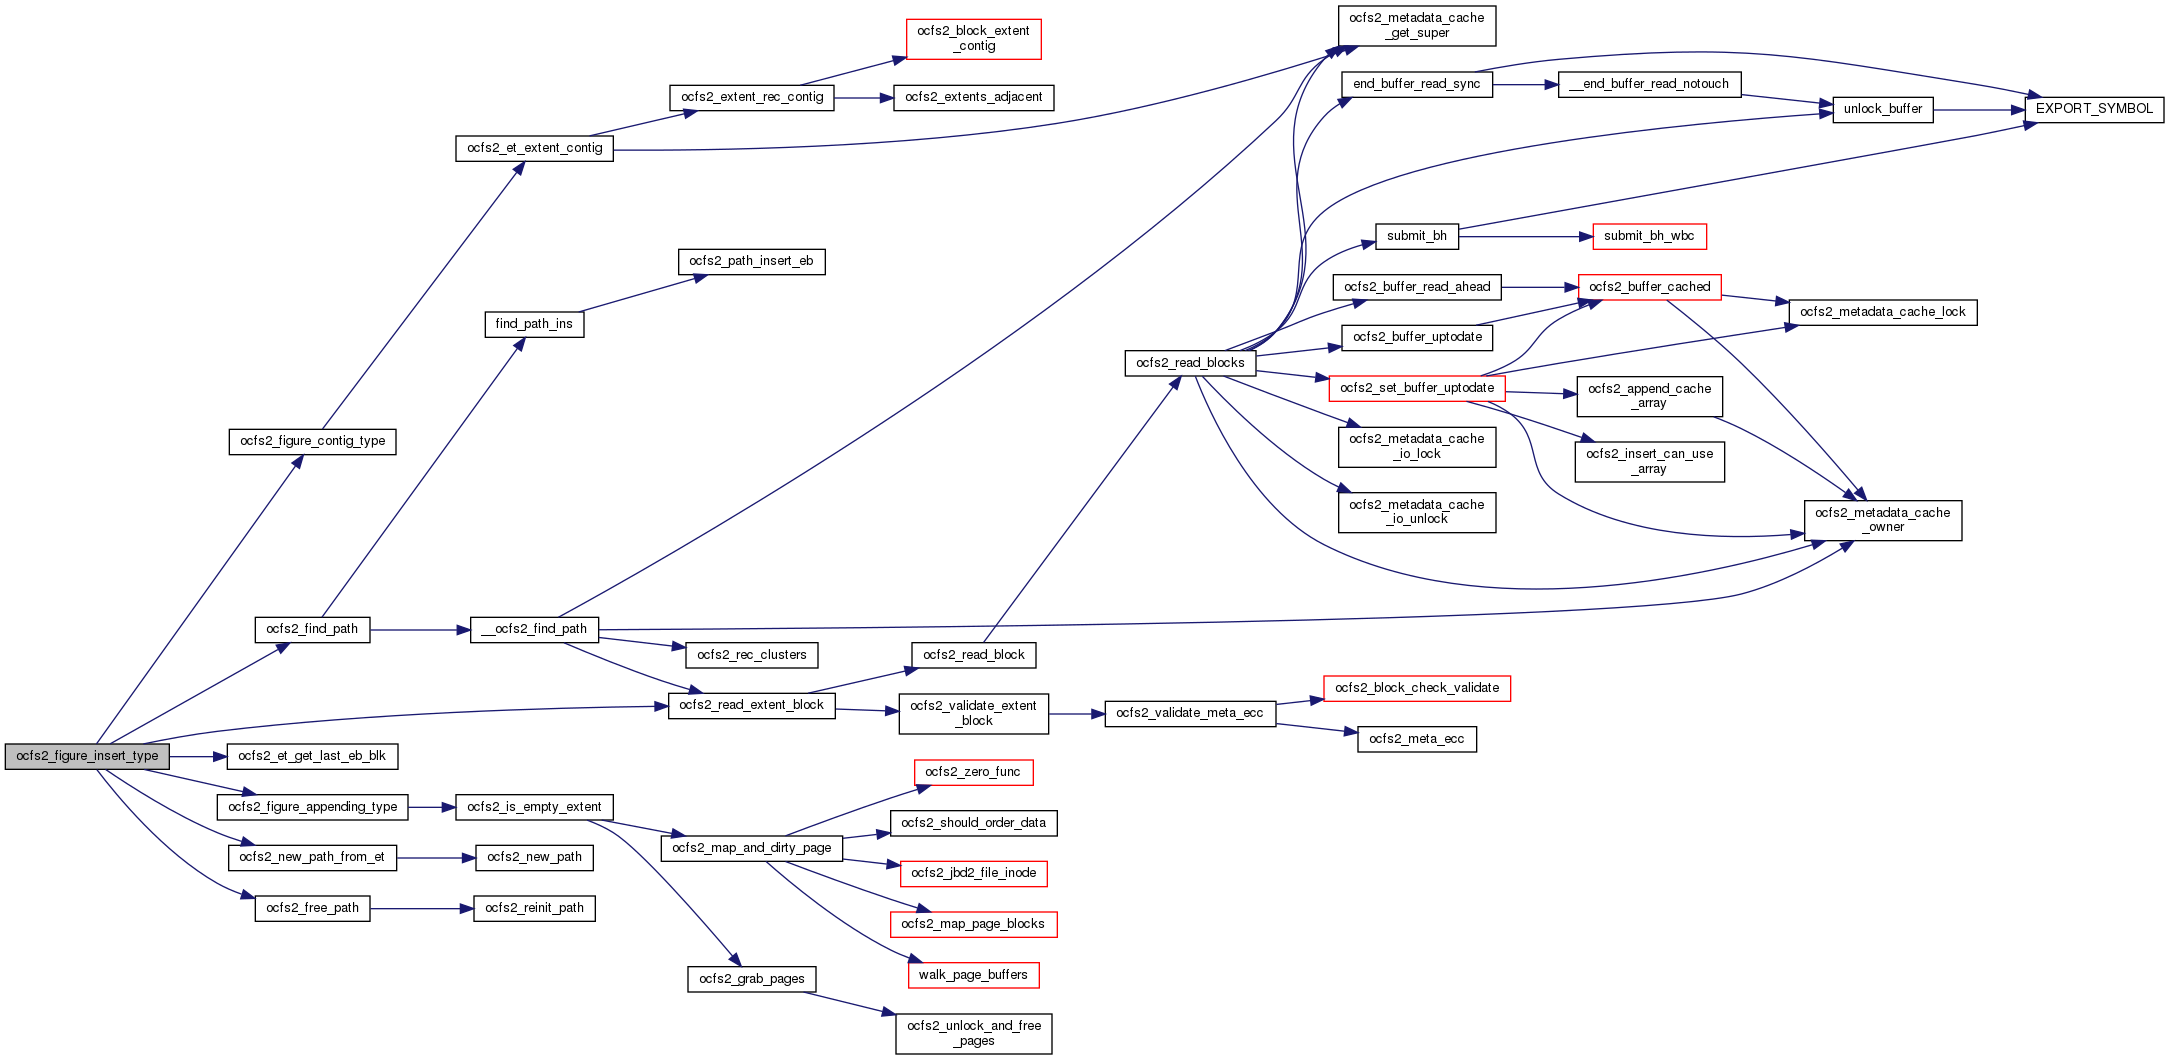 ocfs2_figure_insert_type
ocfs2_figure_contig_type
ocfs2_et_extent_contig
ocfs2_extent_rec_contig
ocfs2_block_extent
_contig
ocfs2_extents_adjacent
ocfs2_metadata_cache
_get_super
ocfs2_find_path
find_path_ins
ocfs2_path_insert_eb
__ocfs2_find_path
ocfs2_rec_clusters
ocfs2_read_extent_block
ocfs2_read_block
ocfs2_read_blocks
end_buffer_read_sync
__end_buffer_read_notouch
unlock_buffer
EXPORT_SYMBOL
submit_bh
submit_bh_wbc
ocfs2_buffer_read_ahead
ocfs2_buffer_cached
ocfs2_metadata_cache_lock
ocfs2_buffer_uptodate
ocfs2_set_buffer_uptodate
ocfs2_append_cache
_array
ocfs2_insert_can_use
_array
ocfs2_metadata_cache
_io_lock
ocfs2_metadata_cache
_io_unlock
ocfs2_metadata_cache
_owner
ocfs2_validate_extent
_block
ocfs2_validate_meta_ecc
ocfs2_block_check_validate
ocfs2_meta_ecc
ocfs2_et_get_last_eb_blk
ocfs2_figure_appending_type
ocfs2_is_empty_extent
ocfs2_map_and_dirty_page
ocfs2_zero_func
ocfs2_should_order_data
ocfs2_jbd2_file_inode
ocfs2_map_page_blocks
walk_page_buffers
ocfs2_grab_pages
ocfs2_unlock_and_free
_pages
ocfs2_new_path_from_et
ocfs2_new_path
ocfs2_free_path
ocfs2_reinit_path